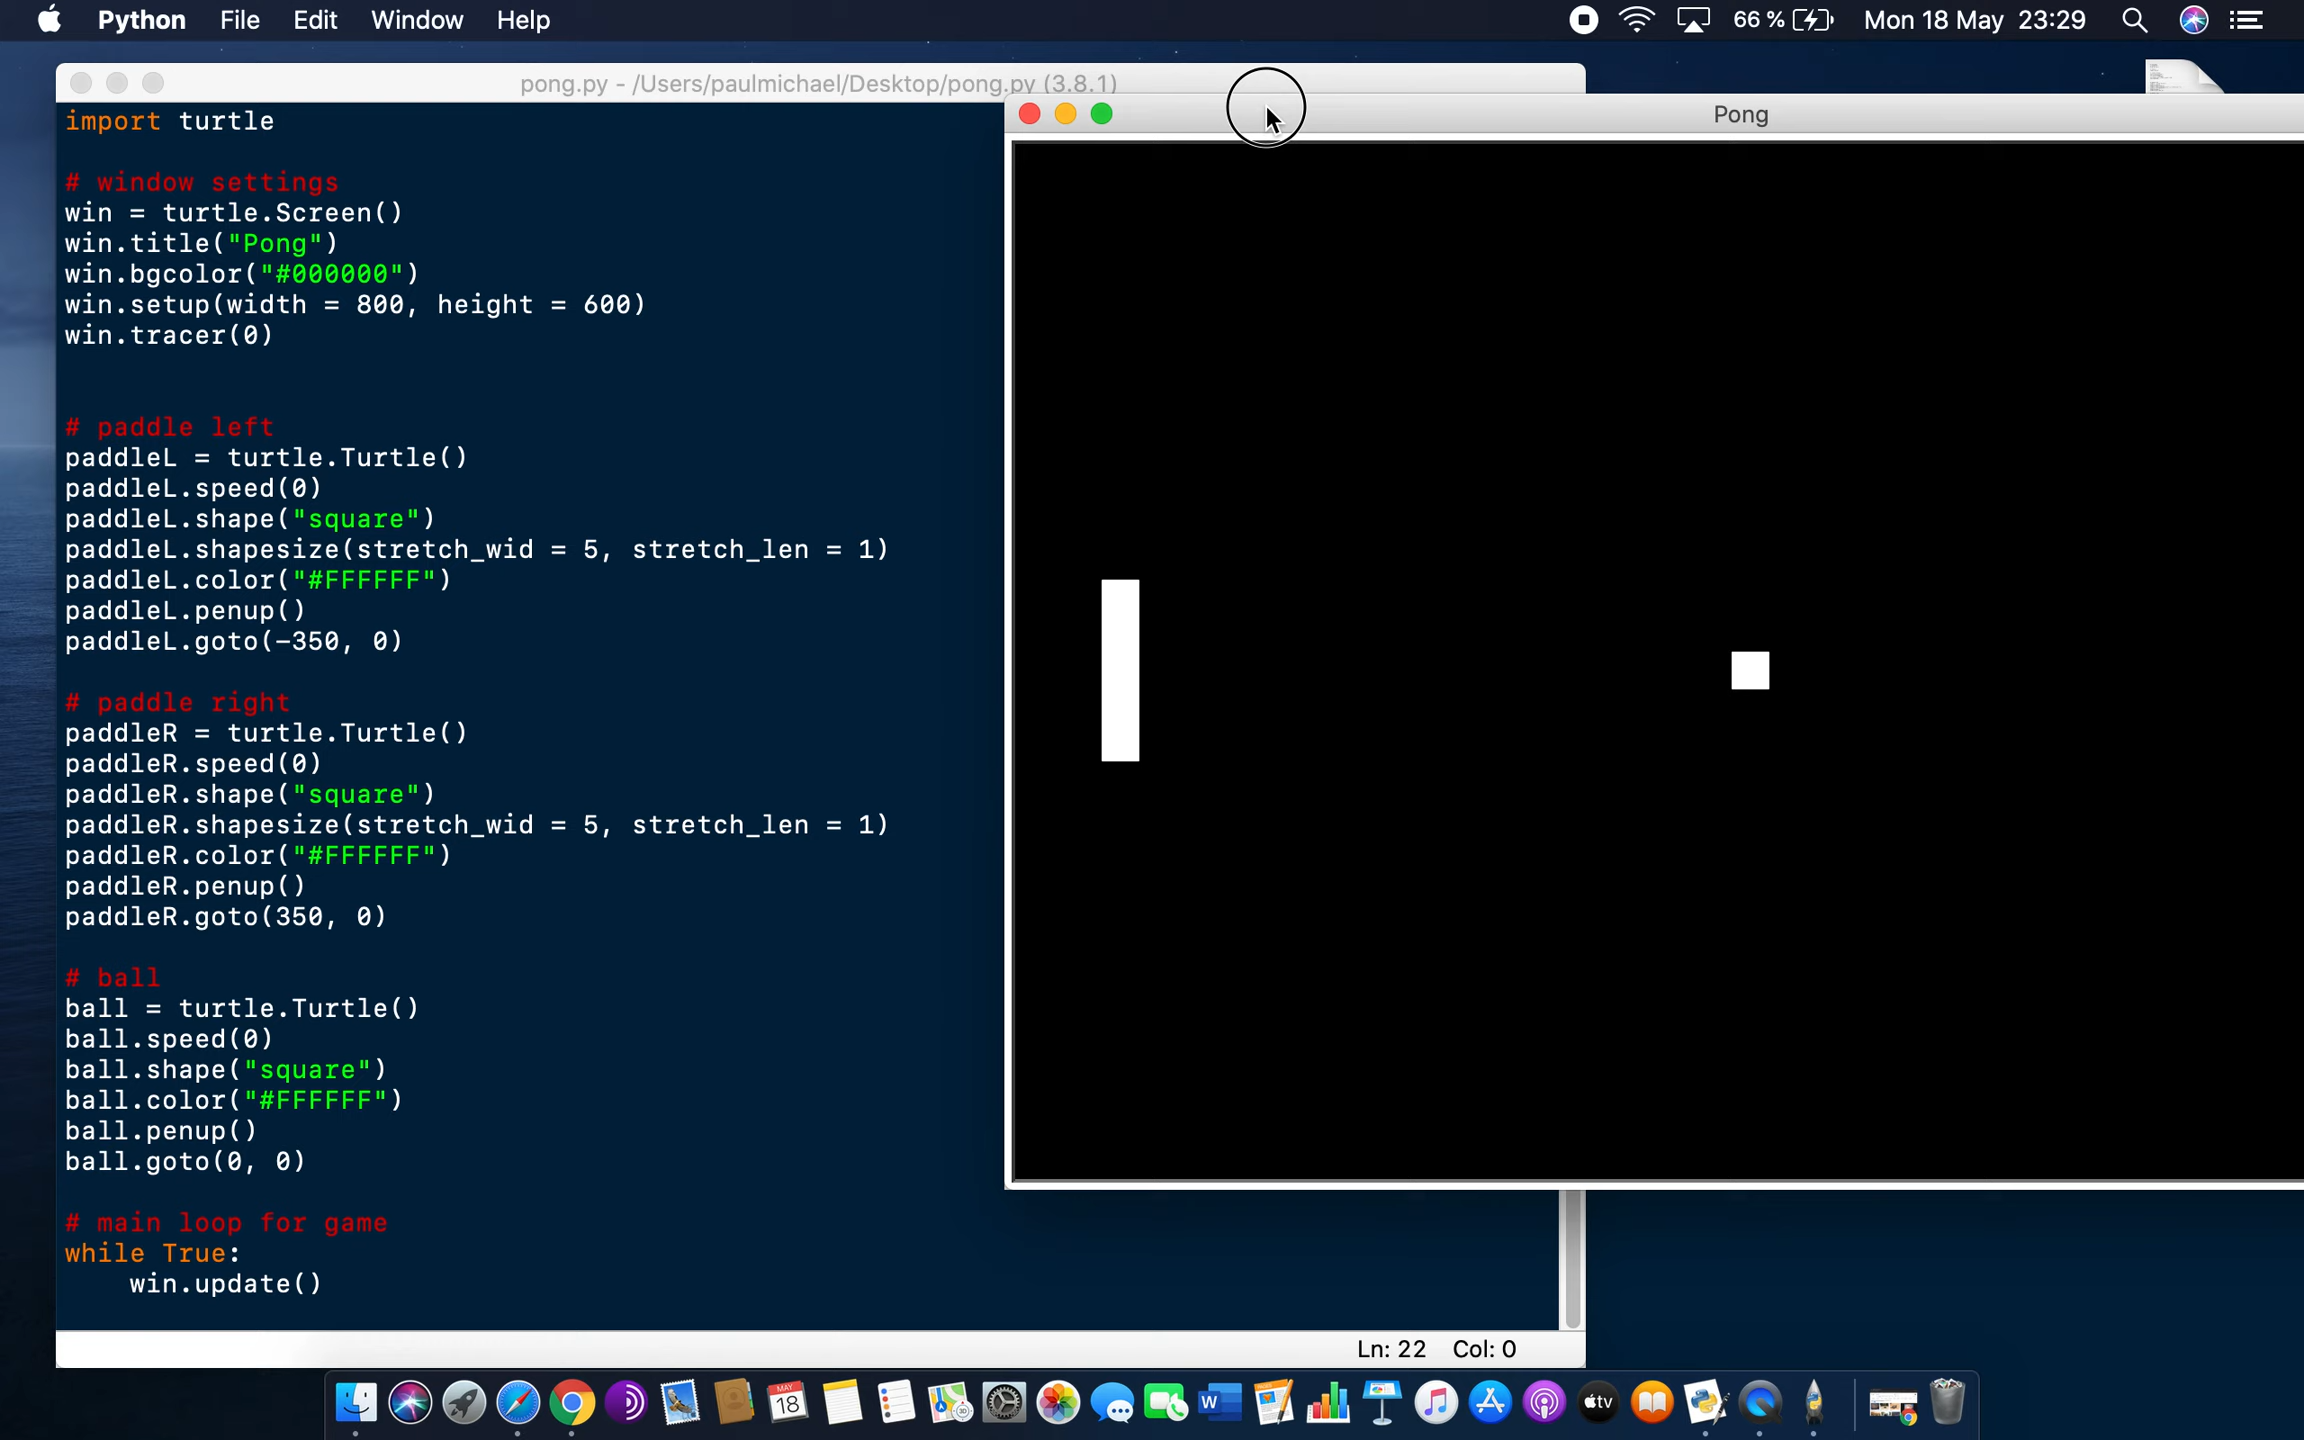 Python File Edit Window Help 66 % Mon 18 May 23:29
pong.py - /Users/paulmichael/Desktop/pong.py (3.8.1)
Pong
import turtle
# window settings
win = turtle.Screen()
win.title("Pong")
win.bgcolor("#000000")
win.setup(width = 800, height = 600)
win.tracer(0)
# paddle left
paddleL = turtle.Turtle()
paddleL.speed(0)
paddleL.shape("square")
paddleL.shapesize(stretch_wid = 5, stretch_len = 1)
paddleL.color("#FFFFFF")
paddleL.penup()
paddleL.goto(-350, 0)
# paddle right
paddleR = turtle.Turtle()
paddleR.speed(0)
paddleR.shape("square")
paddleR.shapesize(stretch_wid = 5, stretch_len = 1)
paddleR.color("#FFFFFF")
paddleR.penup()
paddleR.goto(350, 0)
# ball
ball = turtle.Turtle()
ball.speed(0)
ball.shape("square")
ball.color("#FFFFFF")
ball.penup()
ball.goto(0, 0)
# main loop for game
while True:
    win.update()
Ln: 22 Col: 0
MAY
18
W
tv